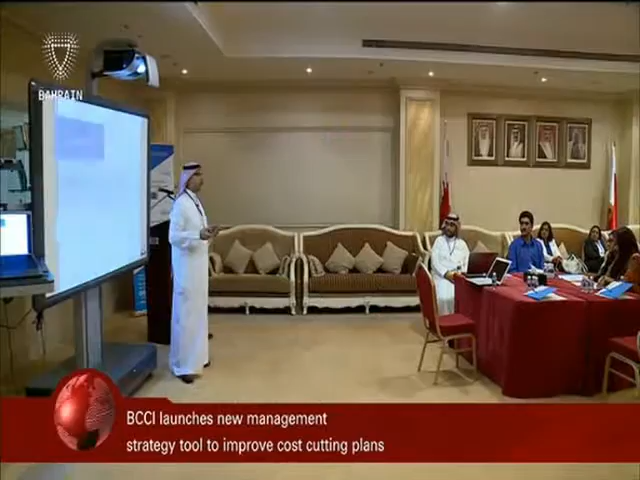 BAHRAIN
BCCI launches new management
strategy tool to improve cost cutting plans